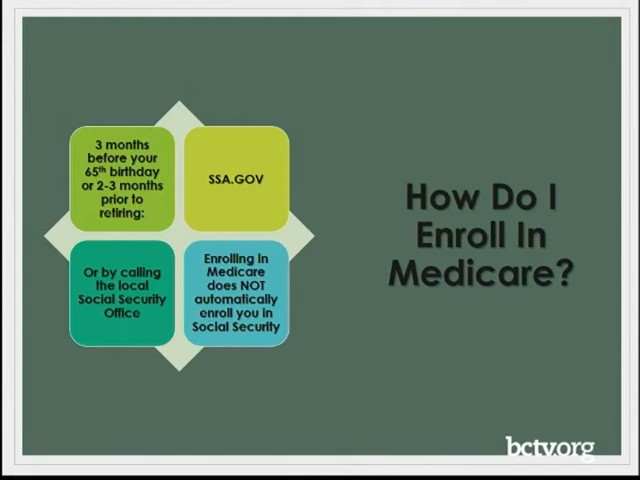 3 months
before your
65th birthday
or 2-3 months
prior to
retiring:
SSA.GOV
Or by calling
the local
Social Security
Office
Enrolling in
Medicare
does NOT
automatically
enroll you in
Social Security
How Do I
Enroll In
Medicare?
bctv.org